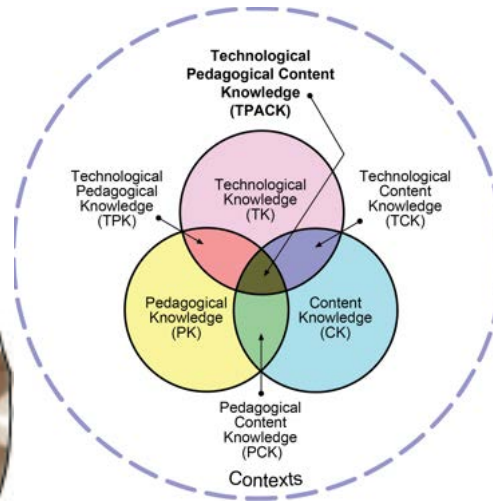 Technological
Pedagogical Content
Knowledge
(TPACK)
Technological
Pedagogical
Knowledge
(TPK)
Technological
Content
Knowledge
(TCK)
Technological
Knowledge
(TK)
Pedagogical
Knowledge
(PK)
Content
Knowledge
(CK)
Pedagogical
Content
Knowledge
(PCK)
Contexts